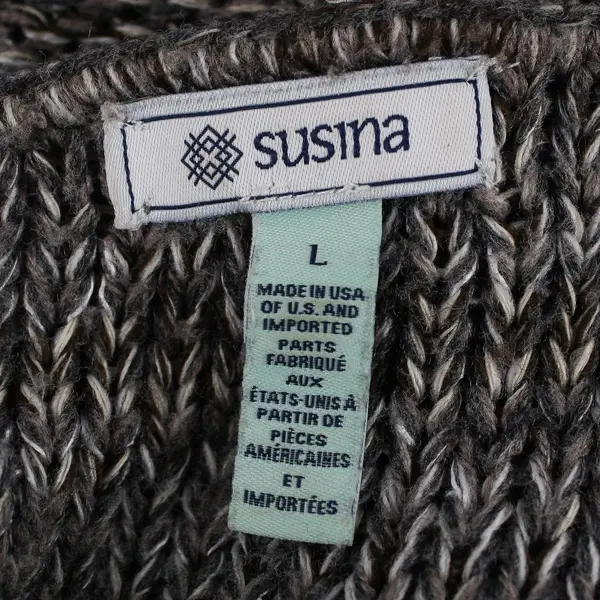 susina
L
MADE IN USA
OF U.S. AND
IMPORTED
PARTS
FABRIQUÉ
AUX
ÉTATS-UNIS À
PARTIR DE
PIÈCES
AMÉRICAINES
ET
IMPORTÉES